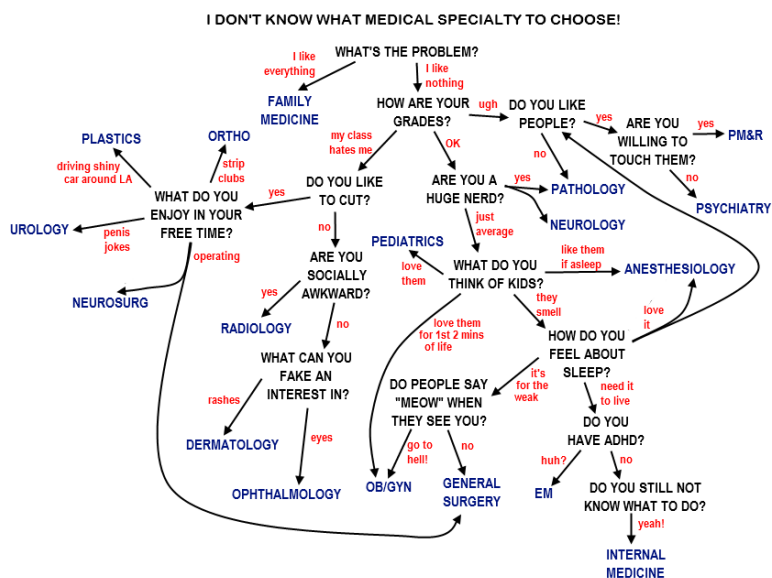 I DON'T KNOW WHAT MEDICAL SPECIALTY TO CHOOSE!
WHAT'S THE PROBLEM?
I like
everything
I like
nothing
FAMILY
MEDICINE
HOW ARE YOUR
GRADES?
ugh
DO YOU LIKE
PEOPLE?
yes
ARE YOU
WILLING TO
TOUCH THEM?
yes
PM&R
no
PSYCHIATRY
no
PATHOLOGY
my class
hates me
OK
PLASTICS
ORTHO
driving shiny
car around LA
strip
clubs
WHAT DO YOU
ENJOY IN YOUR
FREE TIME?
yes
DO YOU LIKE
TO CUT?
ARE YOU A
HUGE NERD?
yes
NEUROLOGY
UROLOGY
penis
jokes
operating
NEUROSURG
no
ARE YOU
SOCIALLY
AWKWARD?
yes
RADIOLOGY
no
WHAT CAN YOU
FAKE AN
INTEREST IN?
rashes
DERMATOLOGY
eyes
OPHTHALMOLOGY
just
average
PEDIATRICS
love
them
WHAT DO YOU
THINK OF KIDS?
like them
if asleep
ANESTHESIOLOGY
love them
for 1st 2 mins
of life
they
smell
love
it
HOW DO YOU
FEEL ABOUT
SLEEP?
it's
for the
weak
need it
to live
DO PEOPLE SAY
"MEOW" WHEN
THEY SEE YOU?
go to
hell!
no
OB/GYN
GENERAL
SURGERY
DO YOU
HAVE ADHD?
huh?
EM
no
DO YOU STILL NOT
KNOW WHAT TO DO?
yeah!
INTERNAL
MEDICINE